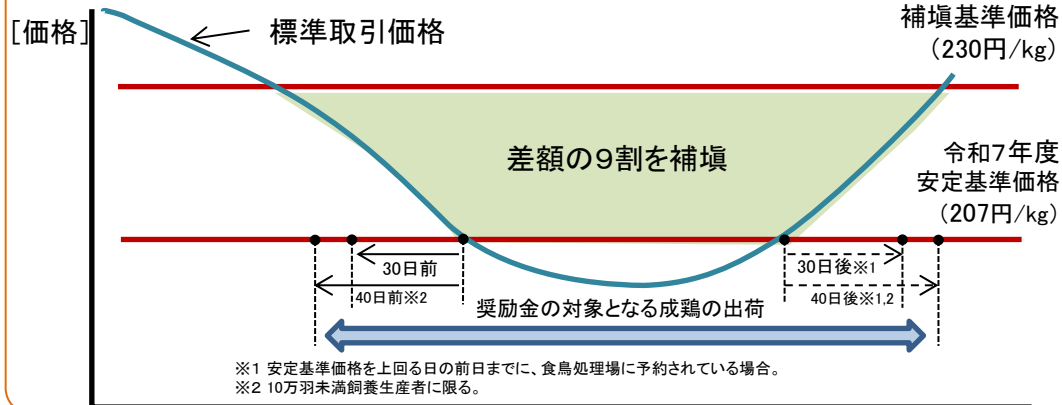 [価格]
標準取引価格
補塡基準価格
（230円/kg）
差額の９割を補塡
令和７年度
安定基準価格
（207円/kg）
30日前
30日後※1
40日前※2
40日後※1,2
奨励金の対象となる成鶏の出荷
※１ 安定基準価格を上回る日の前日までに、食鳥処理場に予約されている場合。
※２ 10万羽未満飼養生産者に限る。